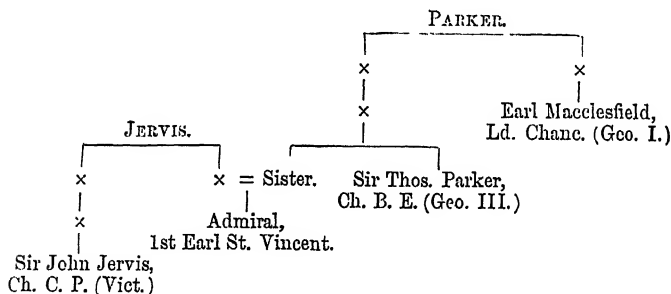 PARKER.
×
×
×
Earl Macclesfield,
Ld. Chanc. (Geo. I.)
JERVIS.
×
× = Sister.
Sir Thos. Parker,
Ch. B. E. (Geo. III.)
×
Admiral,
1st Earl St. Vincent.
Sir John Jervis,
Ch. C. P. (Vict.)